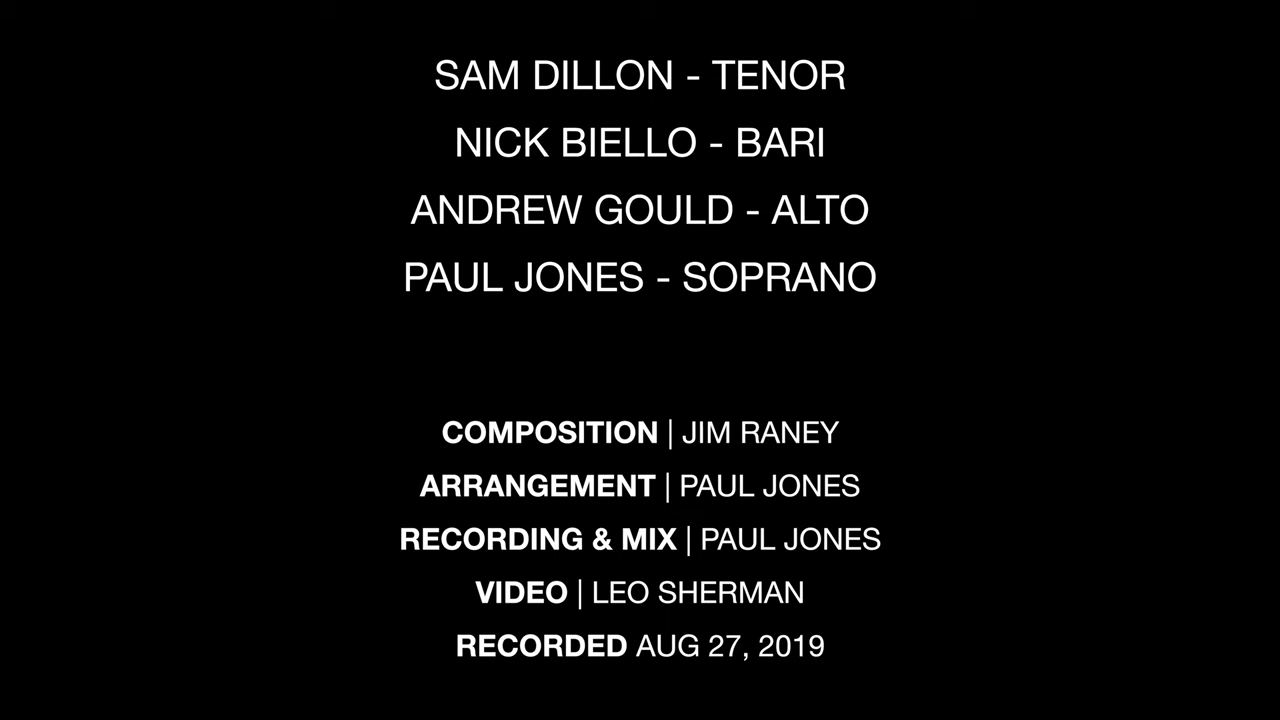 SAM DILLON - TENOR
NICK BIELLO - BARI
ANDREW GOULD - ALTO
PAUL JONES - SOPRANO
COMPOSITION | JIM RANEY
ARRANGEMENT | PAUL JONES
RECORDING & MIX | PAUL JONES
VIDEO | LEO SHERMAN
RECORDED AUG 27, 2019